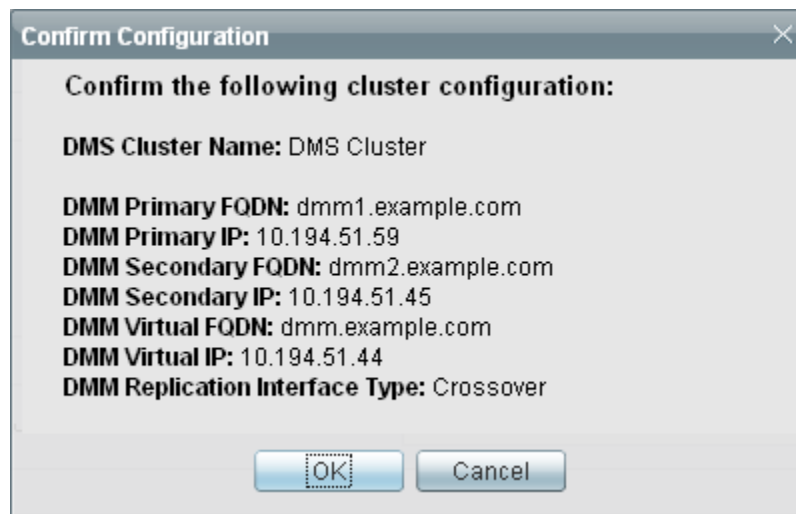 Confirm Configuration
Confirm the following cluster configuration:
DMS Cluster Name: DMS Cluster
DMM Primary FQDN: dmm1.example.com
DMM Primary IP: 10.194.51.59
DMM Secondary FQDN: dmm2.example.com
DMM Secondary IP: 10.194.51.45
DMM Virtual FQDN: dmm.example.com
DMM Virtual IP: 10.194.51.44
DMM Replication Interface Type: Crossover
OK Cancel